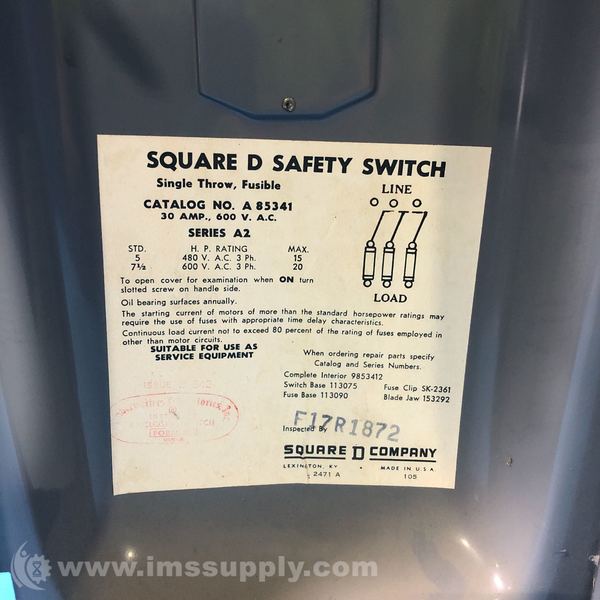 SQUARE D SAFETY SWITCH
Single Throw, Fusible
CATALOG NO. A 85341
30 AMP., 600 V. A.C.
SERIES A2
STD. H. P. RATING MAX.
5 480 V. A.C. 3 Ph. 15
7½ 600 V. A.C. 3 Ph. 20
LINE
LOAD
To open cover for examination when ON turn
slotted screw on handle side.
Oil bearing surfaces annually.
The starting current of motors of more than the standard horsepower ratings may
require the use of fuses with appropriate time delay characteristics.
Continuous load current not to exceed 80 percent of the rating of fuses employed in
other than motor circuits.
SUITABLE FOR USE AS
SERVICE EQUIPMENT
When ordering repair parts specify
Catalog and Series Numbers.
Complete Interior 9853412
Switch Base 113075 Fuse Clip SK-2361
Fuse Base 113090 Blade Jaw 153292
ISSUE
F17R1872
Inspected By
SQUARE D COMPANY
LEXINGTON, KY. MADE IN U.S.A.
2471 A 105
www.imssupply.com